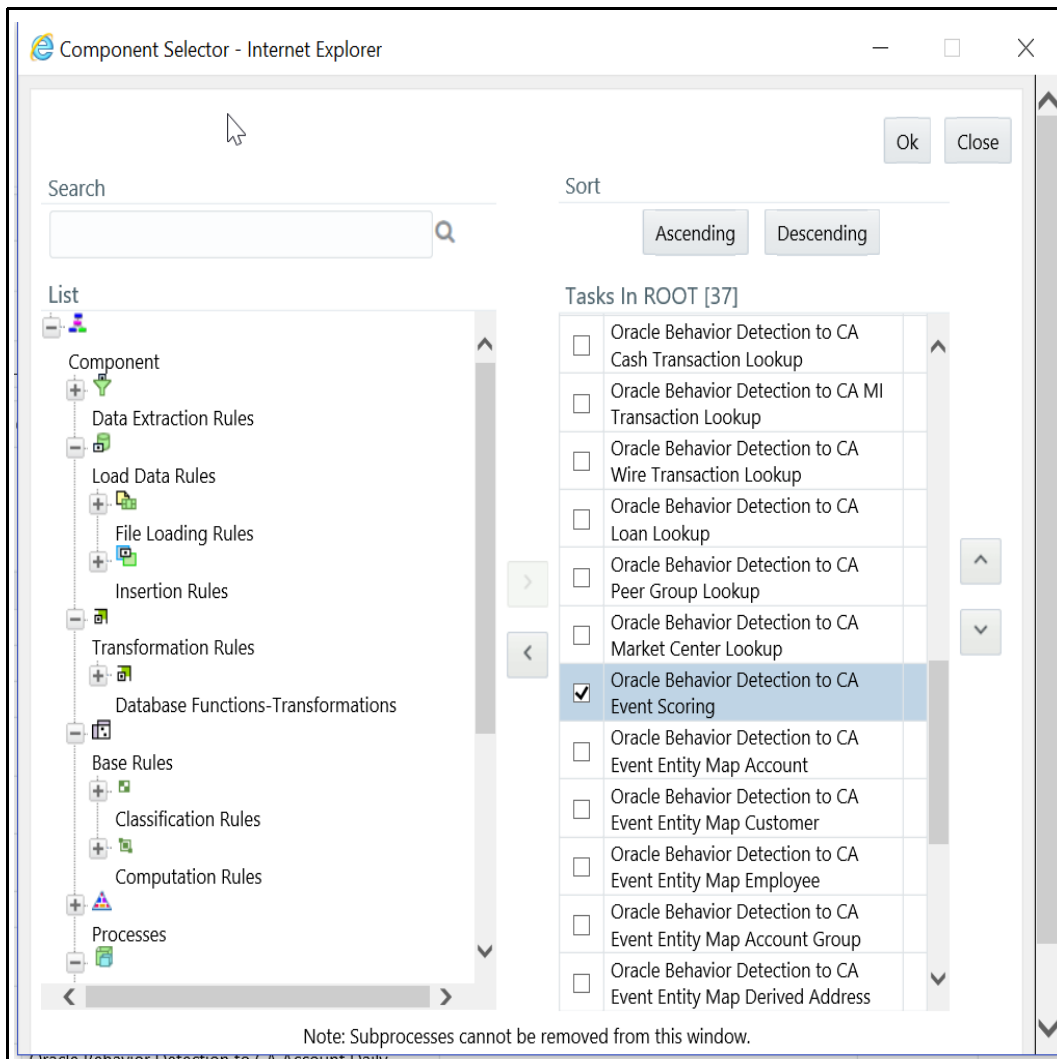 Component Selector - Internet Explorer
Ok
Close
Search
Sort
Ascending
Descending
List
Tasks In ROOT [37]
Component
Data Extraction Rules
Load Data Rules
File Loading Rules
Insertion Rules
Transformation Rules
Database Functions-Transformations
Base Rules
Classification Rules
Computation Rules
Processes
Oracle Behavior Detection to CA
Cash Transaction Lookup
Oracle Behavior Detection to CA MI
Transaction Lookup
Oracle Behavior Detection to CA
Wire Transaction Lookup
Oracle Behavior Detection to CA
Loan Lookup
Oracle Behavior Detection to CA
Peer Group Lookup
Oracle Behavior Detection to CA
Market Center Lookup
Oracle Behavior Detection to CA
Event Scoring
Oracle Behavior Detection to CA
Event Entity Map Account
Oracle Behavior Detection to CA
Event Entity Map Customer
Oracle Behavior Detection to CA
Event Entity Map Employee
Oracle Behavior Detection to CA
Event Entity Map Account Group
Oracle Behavior Detection to CA
Event Entity Map Derived Address
Note: Subprocesses cannot be removed from this window.
Oracle Behavior Detection to CA Account Daily